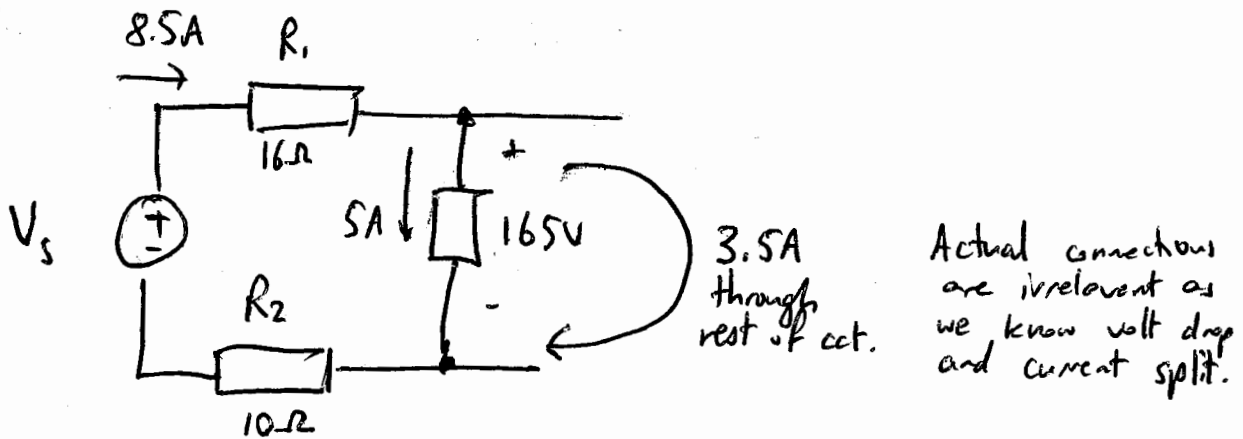 8.5A
R₁
16Ω
+
Vₛ
+
-
5A
165V
-
3.5A
through
rest of cct.
R₂
10Ω
Actual connections
are irrelevant as
we know volt drop
and current split.